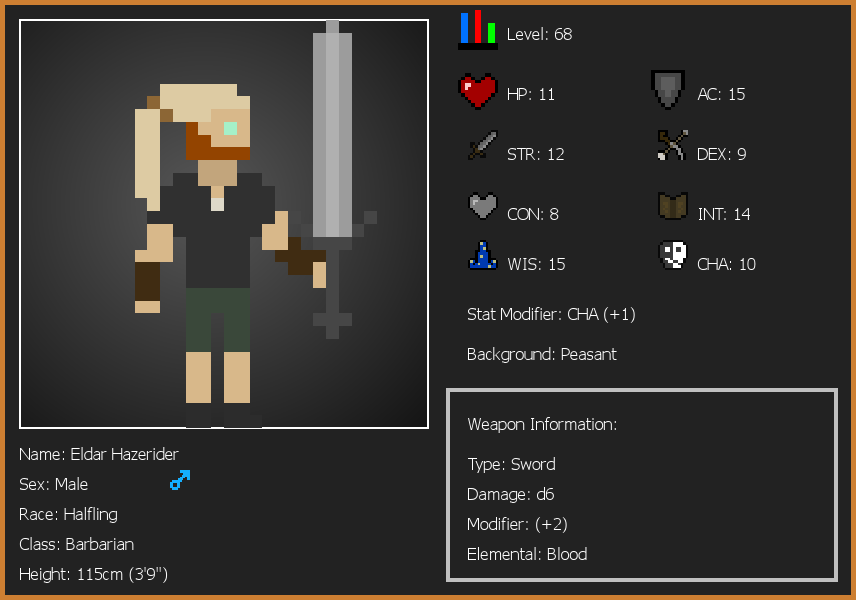 Level: 68
HP: 11
AC: 15
STR: 12
DEX: 9
CON: 8
INT: 14
WIS: 15
CHA: 10
Stat Modifier: CHA (+1)
Background: Peasant
Weapon Information:
Type: Sword
Damage: d6
Modifier: (+2)
Elemental: Blood
Name: Eldar Hazerider
Sex: Male
Race: Halfling
Class: Barbarian
Height: 115cm (3'9")